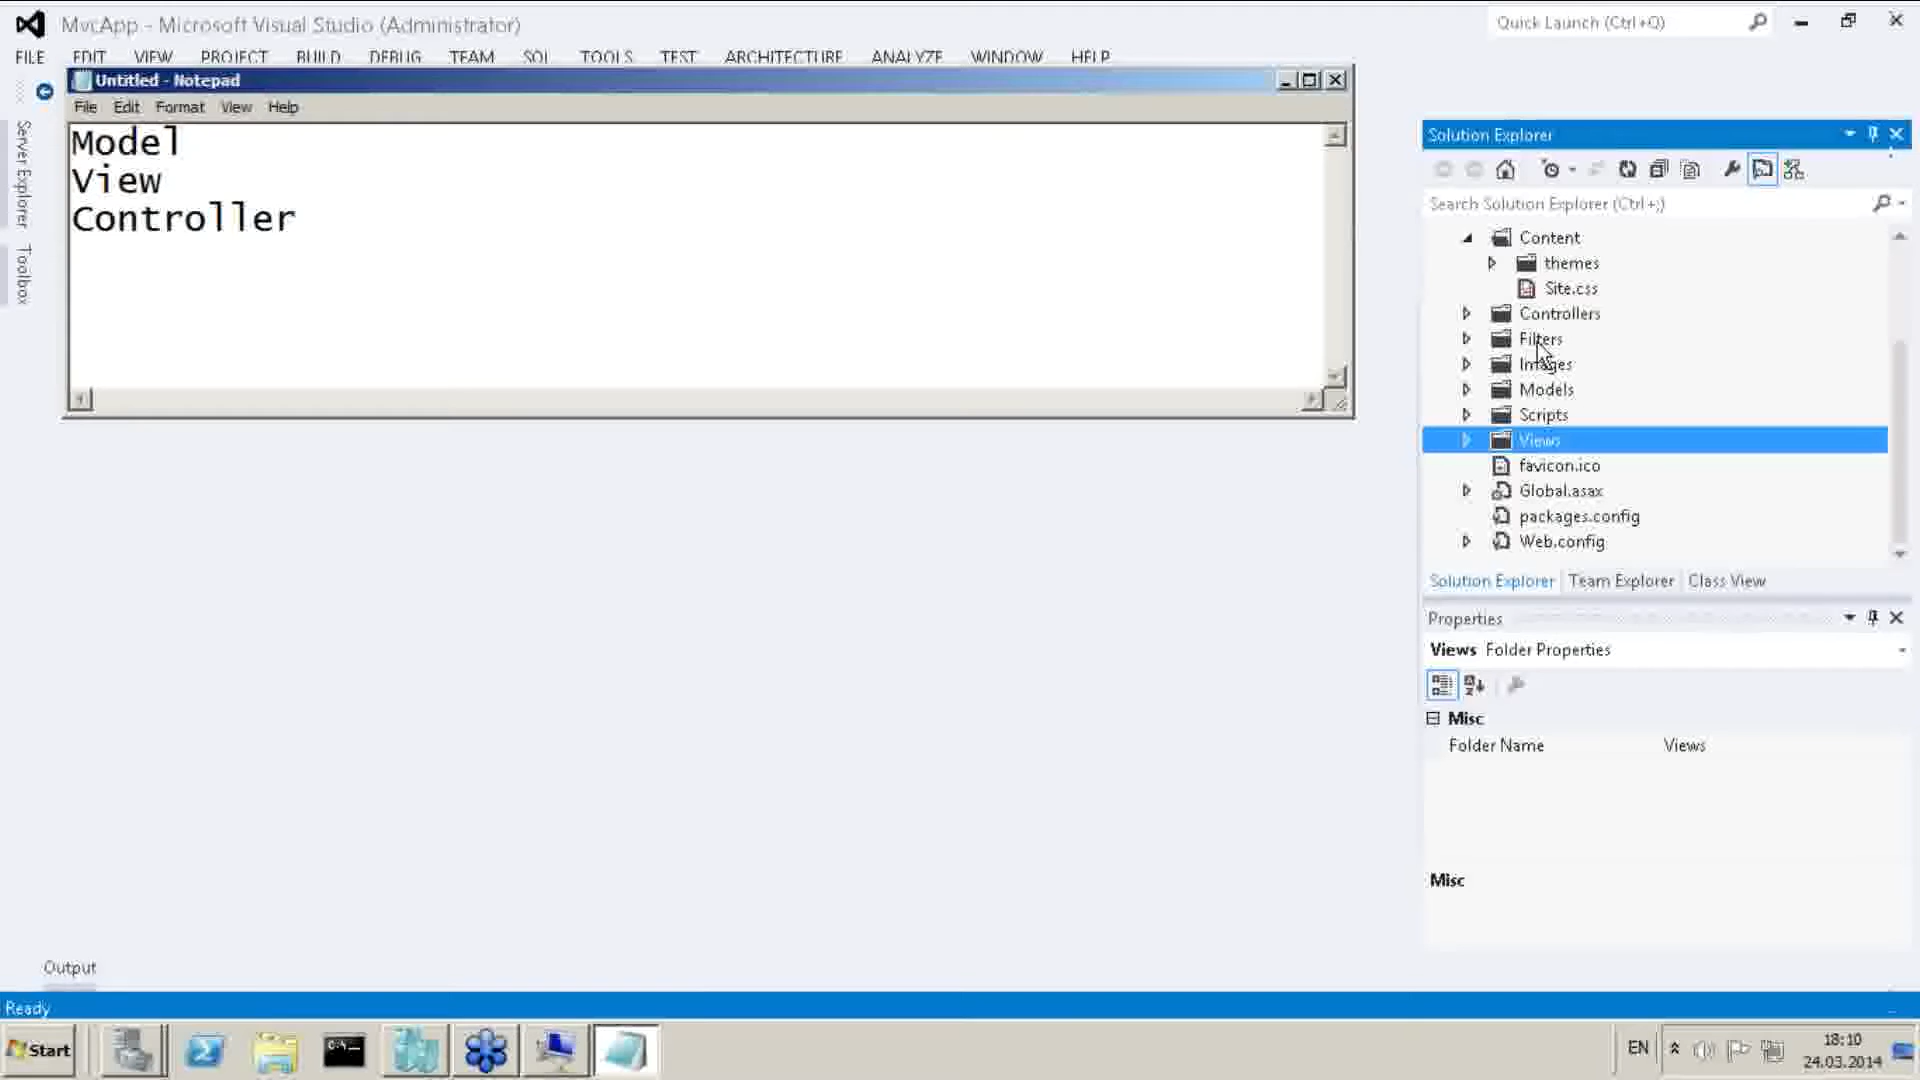 MvcApp - Microsoft Visual Studio (Administrator)
Quick Launch (Ctrl+Q)
FILE EDIT VIEW PROJECT BUILD DEBUG TEAM SQL TOOLS TEST ARCHITECTURE ANALYZE WINDOW HELP
Untitled - Notepad
File Edit Format View Help
Model
View
Controller
Server Explorer
Toolbox
Solution Explorer
Search Solution Explorer (Ctrl+;)
Content
themes
Site.css
Controllers
Filters
Images
Models
Scripts
Views
favicon.ico
Global.asax
packages.config
Web.config
Solution Explorer Team Explorer Class View
Properties
Views Folder Properties
Misc
Folder Name Views
Misc
Output
Ready
Start
EN
18:10
24.03.2014